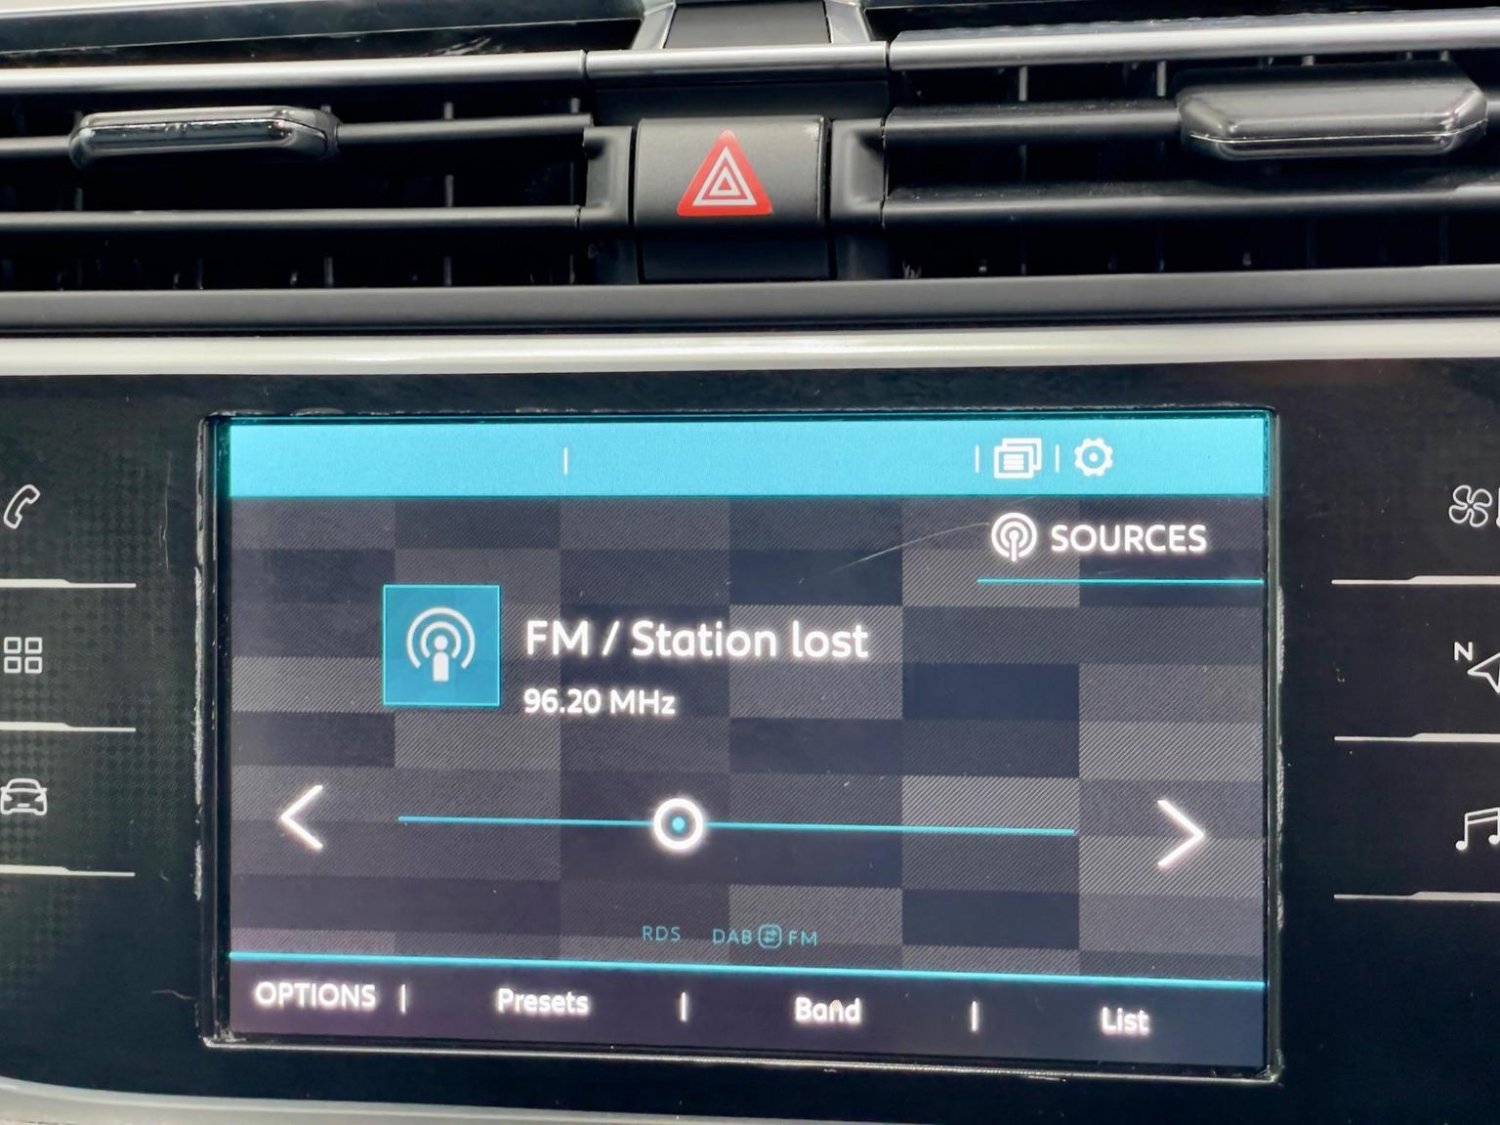 SOURCES
FM / Station lost
96.20 MHz
N
RDS DAB FM
OPTIONS | Presets | Band | List